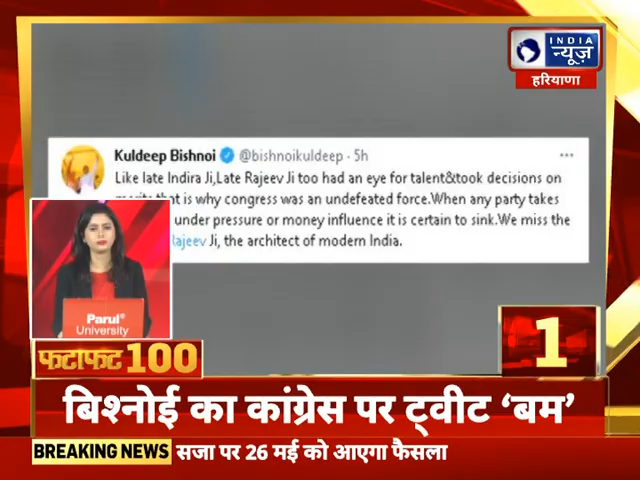 INDIA
न्यूज़
हरियाणा
Kuldeep Bishnoi @bishnoikuldeep · 5h
Like late Indira Ji,Late Rajeev Ji too had an eye for talent&took decisions on
merits that is why congress was an undefeated force.When any party takes
under pressure or money influence it is certain to sink.We miss the
Rajeev Ji, the architect of modern India.
Parul®
University
फटाफट 100
1
बिश्नोई का कांग्रेस पर ट्वीट ‘बम’
BREAKING NEWS सजा पर 26 मई को आएगा फैसला